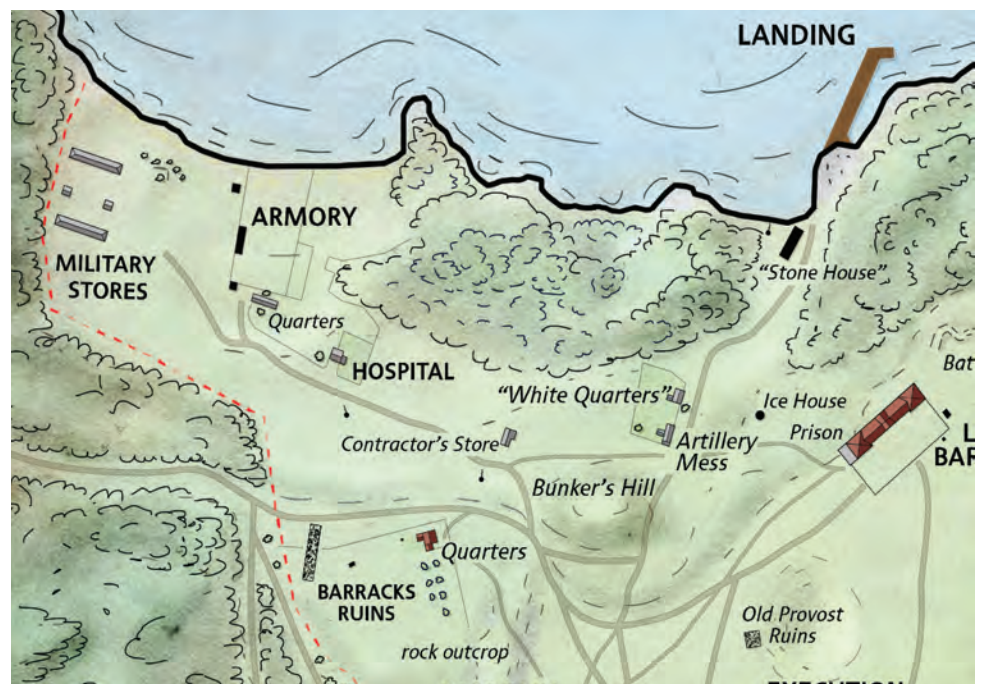 LANDING
ARMORY
MILITARY
STORES
"Stone House"
Quarters
HOSPITAL
"White Quarters"
Ice House
Prison
Bat
L
BAR
Contractor's Store
Artillery
Mess
Bunker's Hill
Quarters
BARRACKS
RUINS
rock outcrop
Old Provost
Ruins
EXECUTION